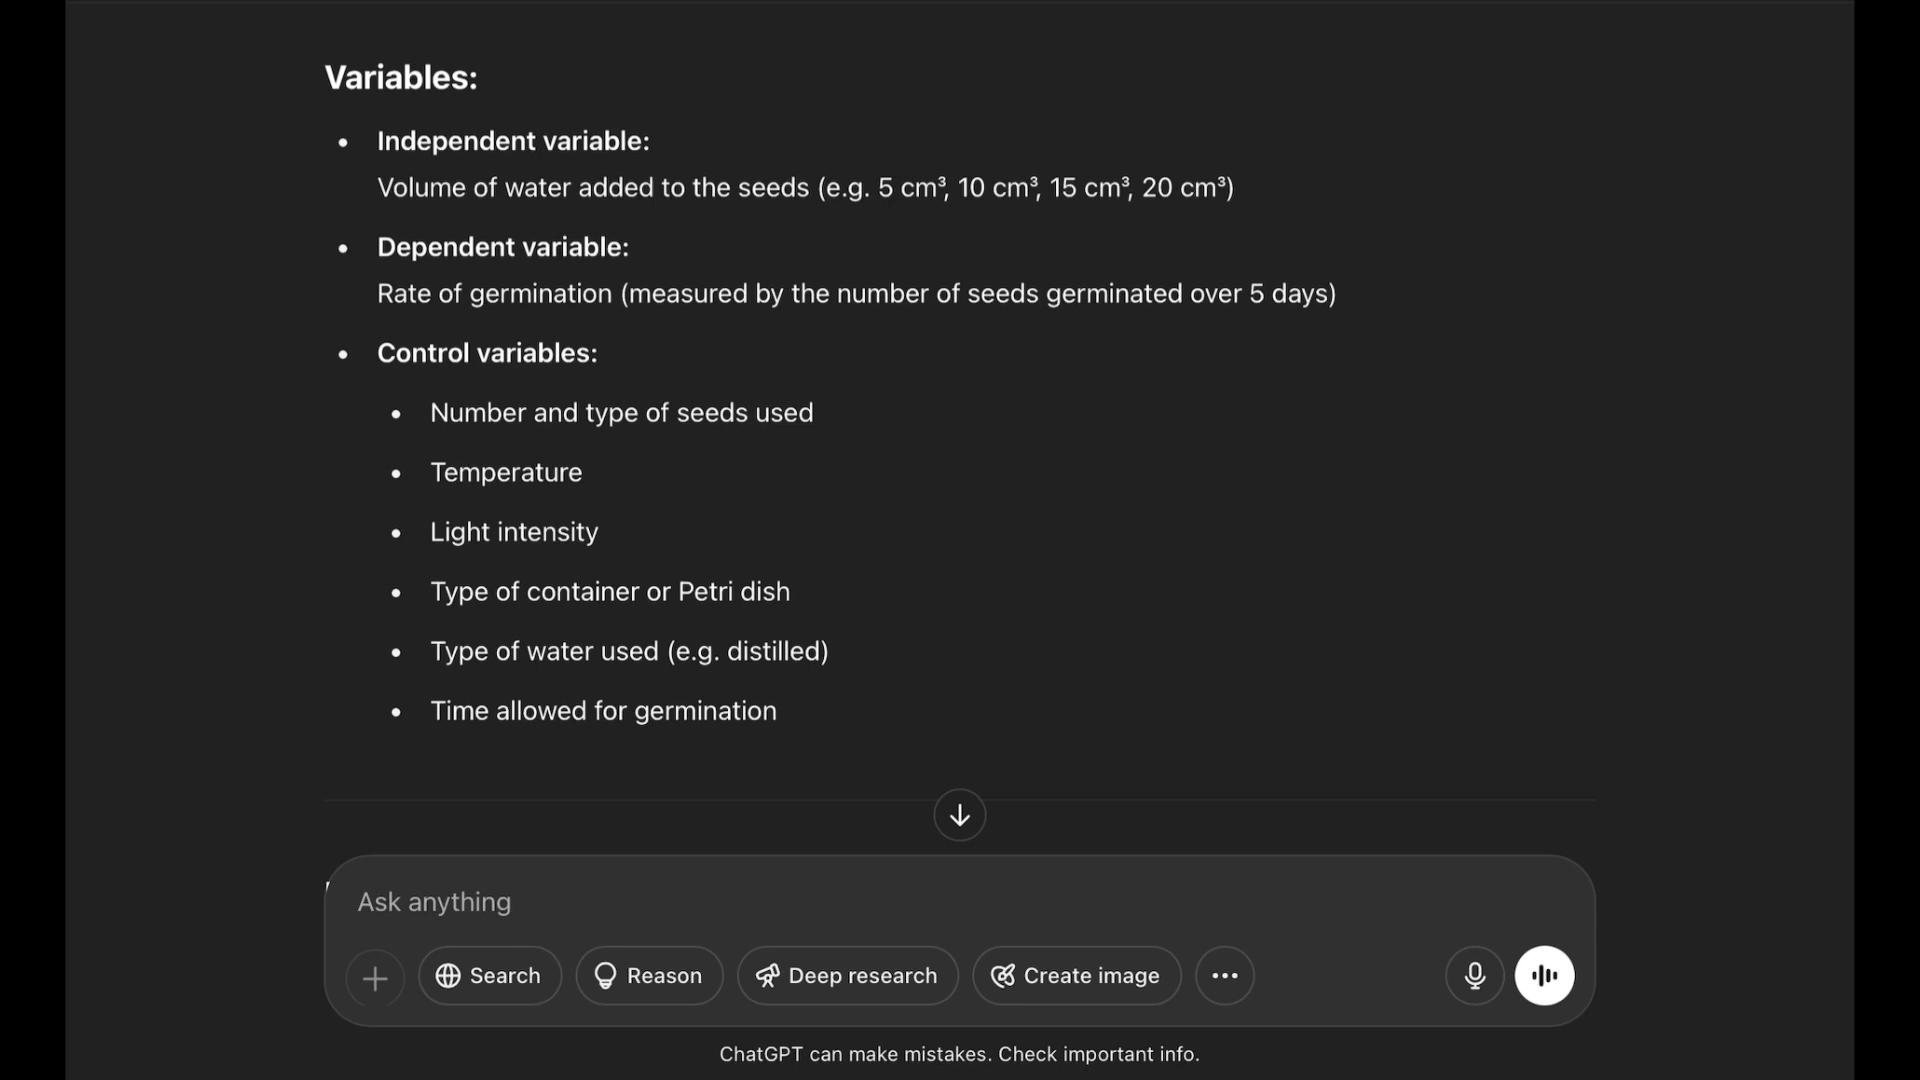 Variables:
Independent variable:
Volume of water added to the seeds (e.g. 5 cm³, 10 cm³, 15 cm³, 20 cm³)
Dependent variable:
Rate of germination (measured by the number of seeds germinated over 5 days)
Control variables:
Number and type of seeds used
Temperature
Light intensity
Type of container or Petri dish
Type of water used (e.g. distilled)
Time allowed for germination
Ask anything
Search Reason Deep research Create image
ChatGPT can make mistakes. Check important info.